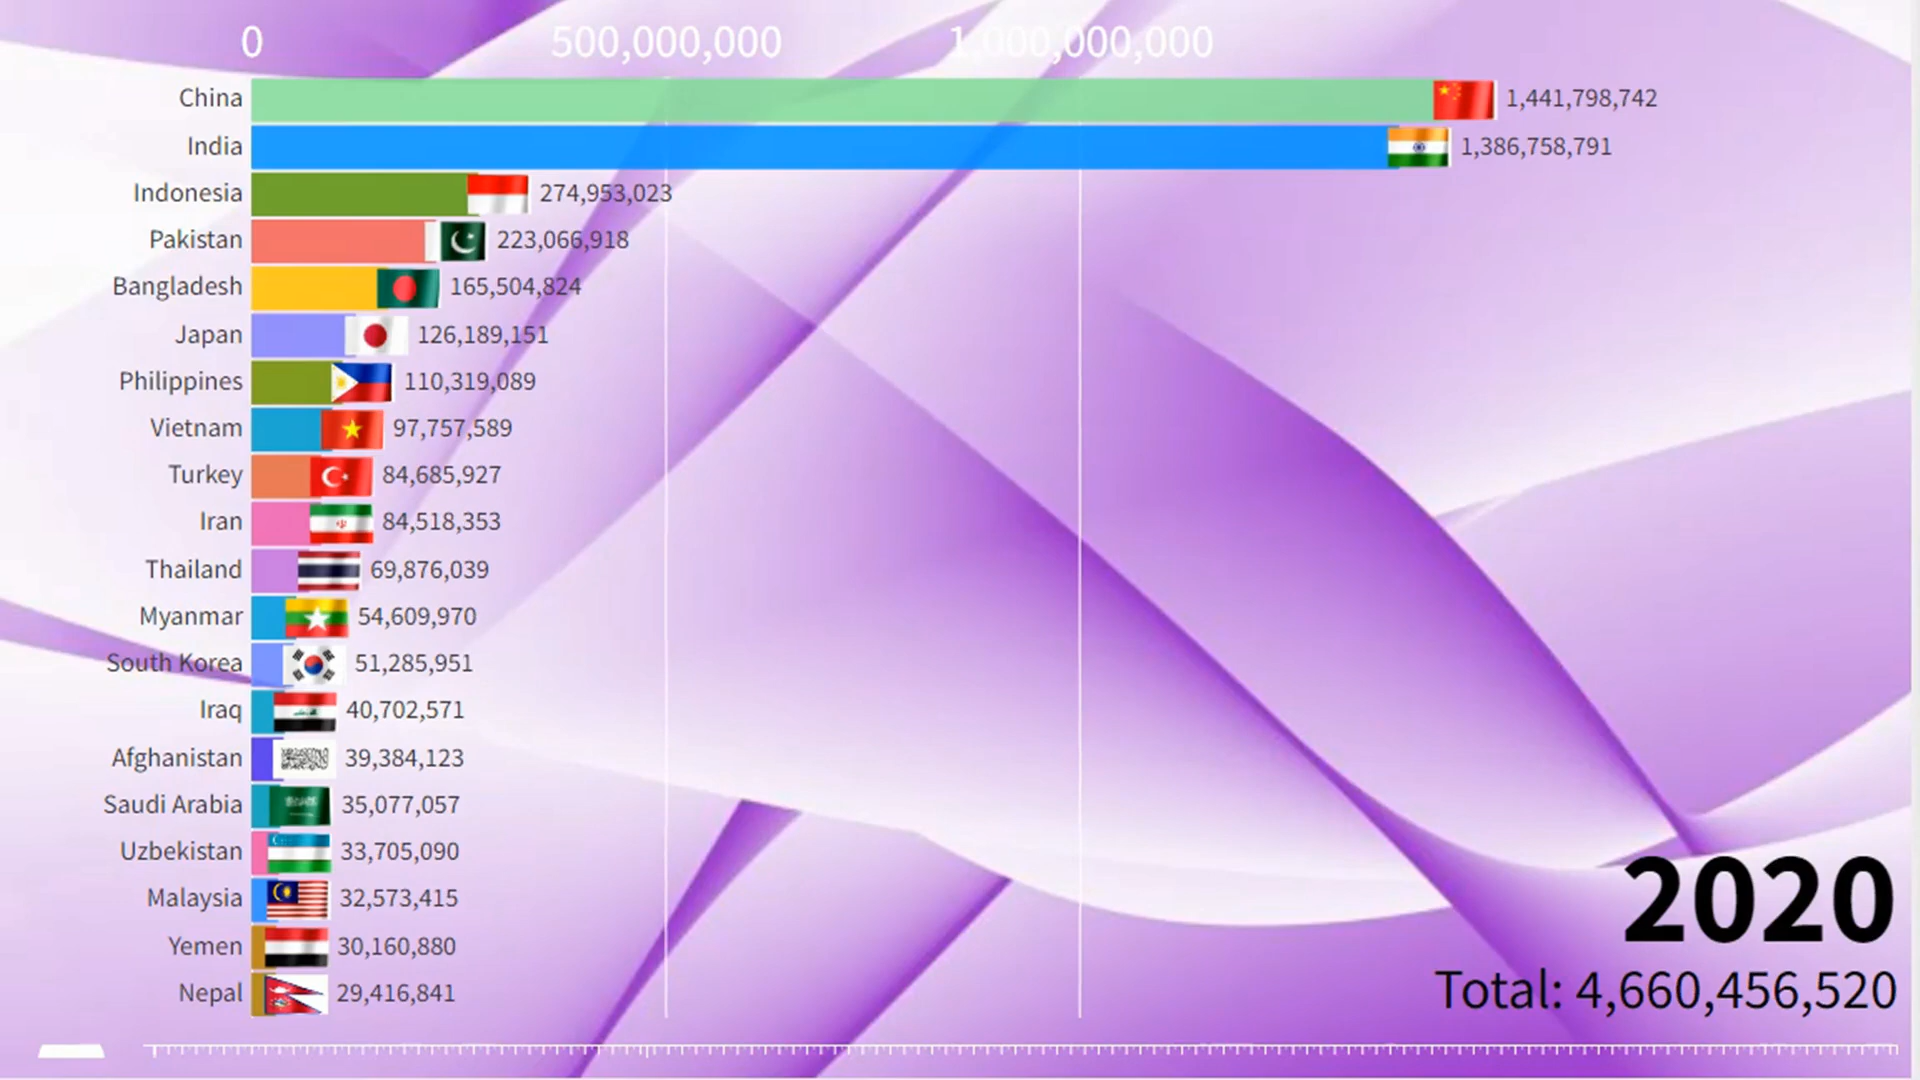 0 500,000,000 1,000,000,000
China 1,441,798,742
India 1,386,758,791
Indonesia 274,953,023
Pakistan 223,066,918
Bangladesh 165,504,824
Japan 126,189,151
Philippines 110,319,089
Vietnam 97,757,589
Turkey 84,685,927
Iran 84,518,353
Thailand 69,876,039
Myanmar 54,609,970
South Korea 51,285,951
Iraq 40,702,571
Afghanistan 39,384,123
Saudi Arabia 35,077,057
Uzbekistan 33,705,090
Malaysia 32,573,415
Yemen 30,160,880
Nepal 29,416,841
2020
Total: 4,660,456,520